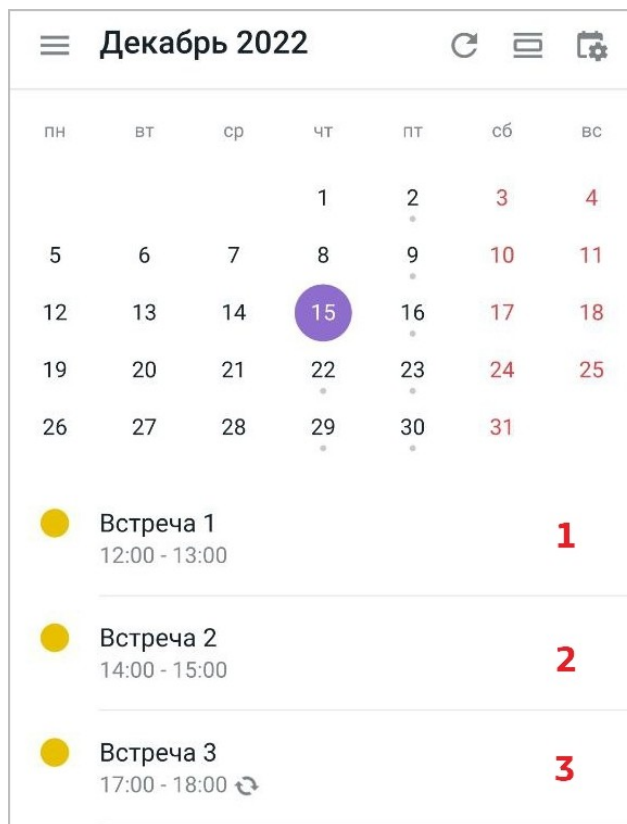 Декабрь 2022
пн вт ср чт пт сб вс
1 2 3 4
5 6 7 8 9 10 11
12 13 14 15 16 17 18
19 20 21 22 23 24 25
26 27 28 29 30 31
Встреча 1
12:00 - 13:00
1
Встреча 2
14:00 - 15:00
2
Встреча 3
17:00 - 18:00
3